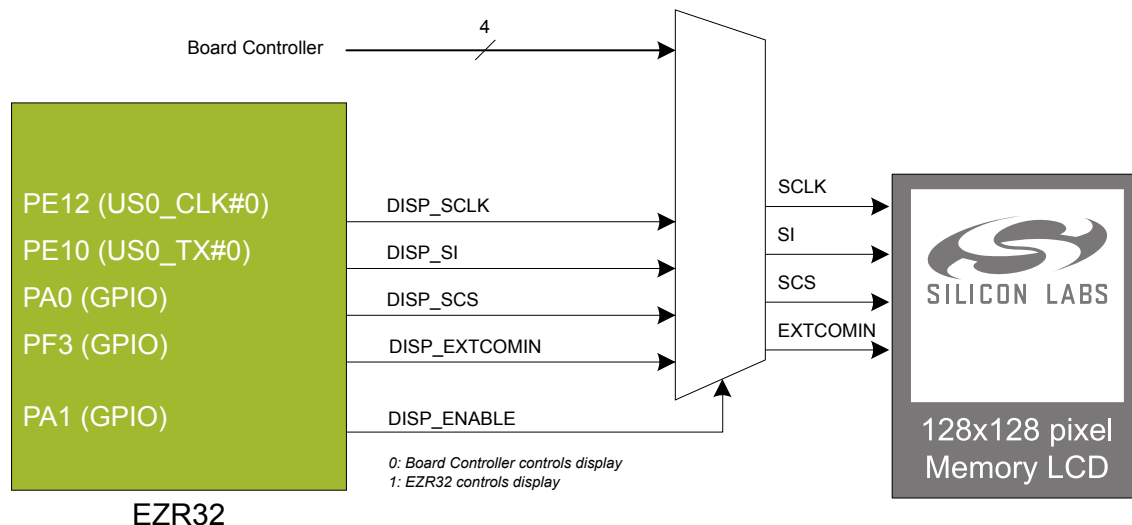 4
Board Controller
PE12 (US0_CLK#0)
PE10 (US0_TX#0)
PA0 (GPIO)
PF3 (GPIO)
PA1 (GPIO)
EZR32
DISP_SCLK
DISP_SI
DISP_SCS
DISP_EXTCOMIN
DISP_ENABLE
0: Board Controller controls display
1: EZR32 controls display
SCLK
SI
SCS
EXTCOMIN
SILICON LABS
128x128 pixel
Memory LCD